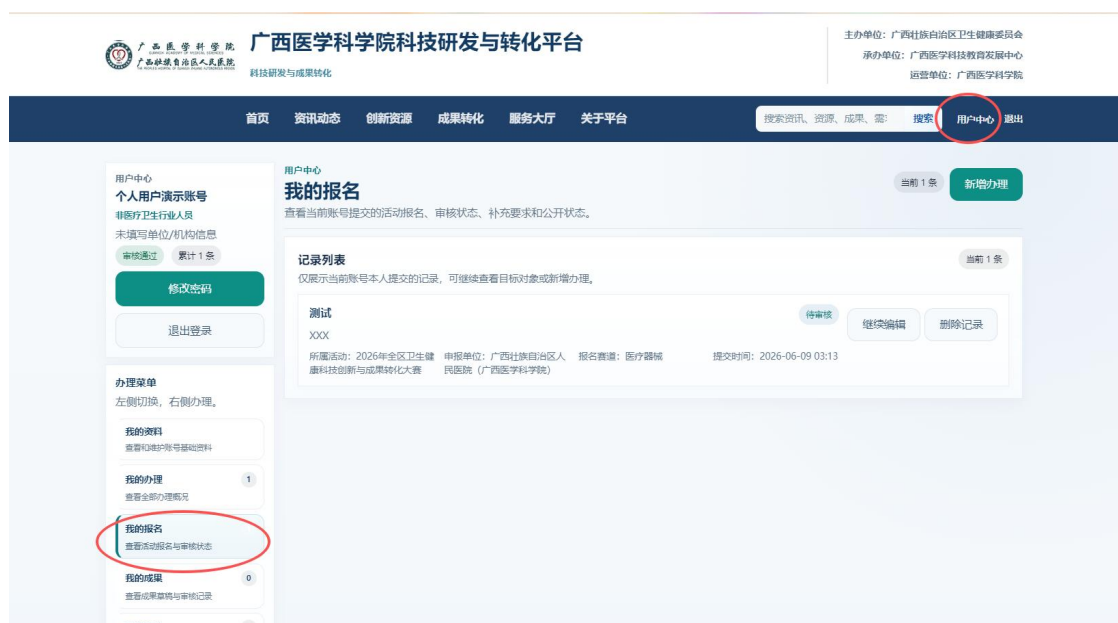 广西医学科学院
广西壮族自治区人民医院
广西医学科学院科技研发与转化平台
科技研发与成果转化
主办单位：广西壮族自治区卫生健康委员会
承办单位：广西医学科技教育发展中心
运营单位：广西医学科学院
首页 资讯动态 创新资源 成果转化 服务大厅 关于平台 搜索资讯、资源、成果、需: 搜索 用户中心 退出
用户中心
个人用户演示账号
非医疗卫生行业人员
未填写单位/机构信息
审核通过 累计 1 条
修改密码
退出登录
办理菜单
左侧切换，右侧办理。
我的资料
查看和维护账号基础资料
我的办理 1
查看全部办理概况
我的报名
查看活动报名与审核状态
我的成果 0
查看成果草稿与审核记录
用户中心
我的报名
查看当前账号提交的活动报名、审核状态、补充要求和公开状态。
当前 1 条 新增办理
记录列表
仅展示当前账号本人提交的记录，可继续查看目标对象或新增办理。
当前 1 条
测试
XXX
待审核 继续编辑 删除记录
所属活动：2026年全区卫生健
康科技创新与成果转化大赛
申报单位：广西壮族自治区人
民医院（广西医学科学院）
报名赛道：医疗器械
提交时间：2026-06-09 03:13